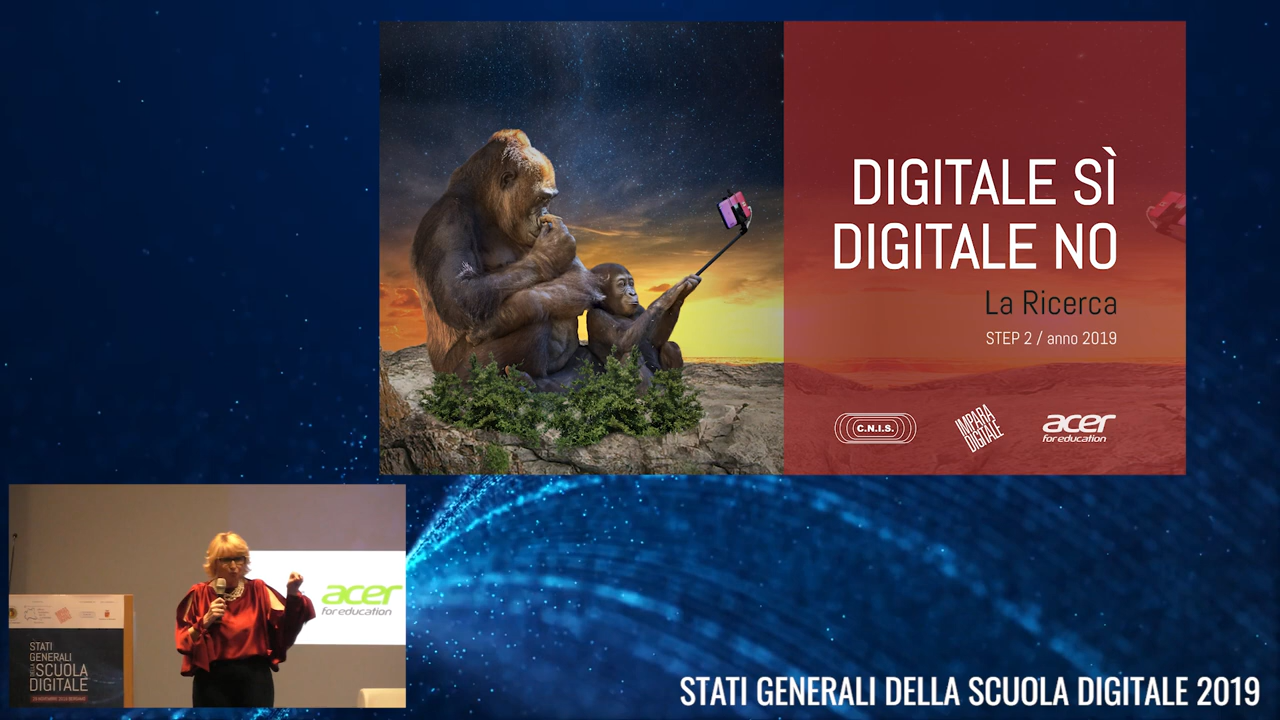 DIGITALE SÌ
DIGITALE NO
La Ricerca
STEP 2 / anno 2019
C.N.I.S.
IMPARA
DIGITALE
acer
for education
acer
for education
STATI
GENERALI
DELLA SCUOLA
DIGITALE
STATI GENERALI DELLA SCUOLA DIGITALE 2019